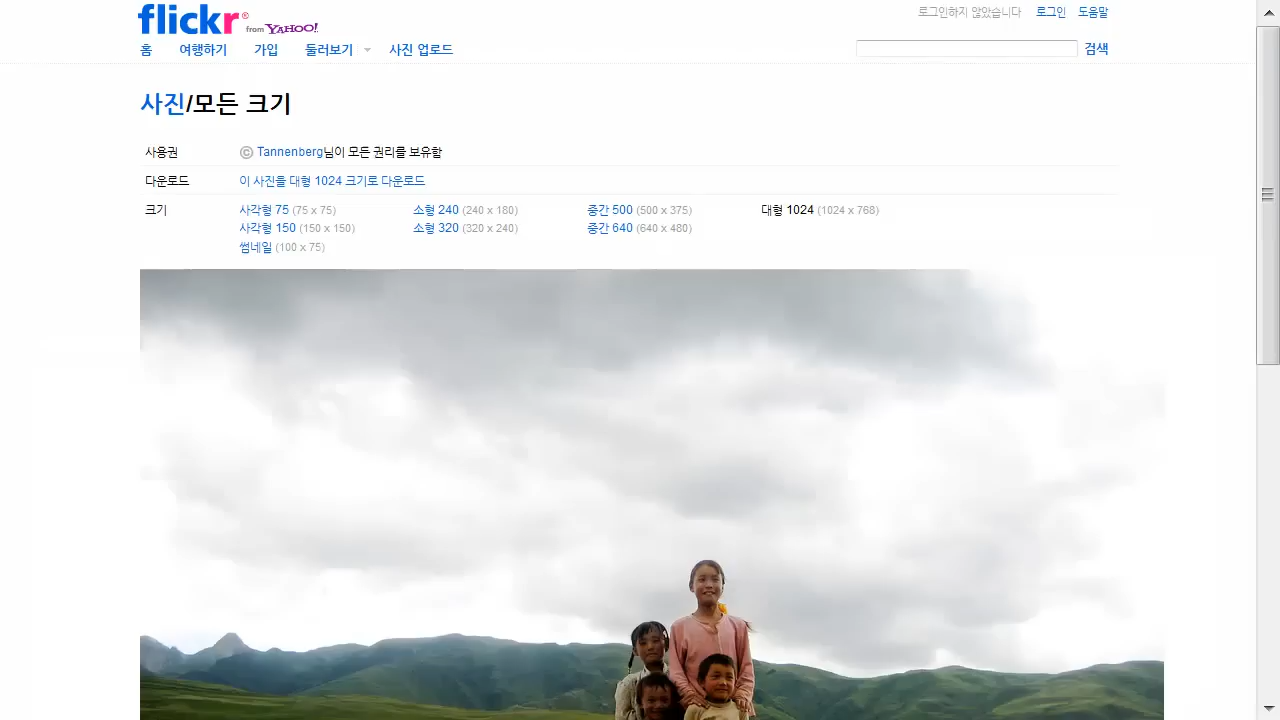 flickr® from YAHOO!
로그인하지 않았습니다 로그인 도움말
홈 여행하기 가입 둘러보기 사진 업로드 검색
사진/모든 크기
사용권 © Tannenberg님이 모든 권리를 보유함
다운로드 이 사진을 대형 1024 크기로 다운로드
크기 사각형 75 (75 x 75) 소형 240 (240 x 180) 중간 500 (500 x 375) 대형 1024 (1024 x 768)
사각형 150 (150 x 150) 소형 320 (320 x 240) 중간 640 (640 x 480)
썸네일 (100 x 75)